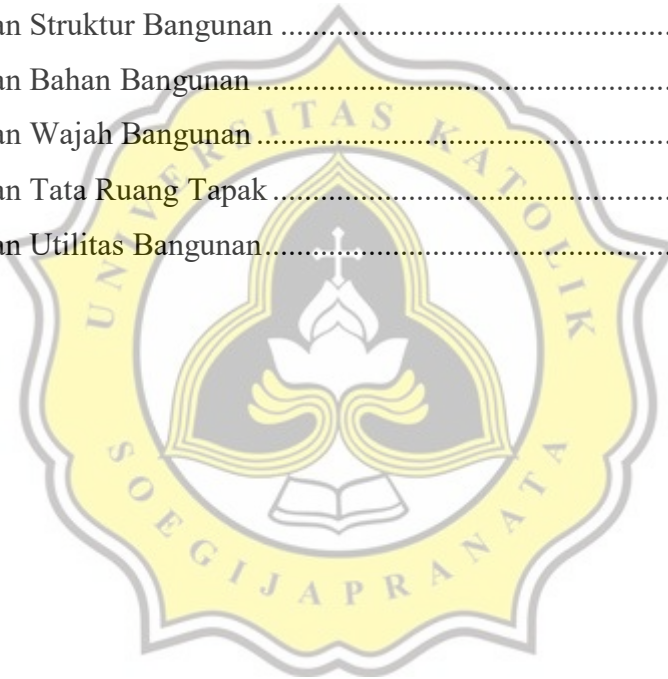 an Struktur Bangunan ..............................................
an Bahan Bangunan .................................................
an Wajah Bangunan .................................................
an Tata Ruang Tapak ...............................................
an Utilitas Bangunan................................................
UNIVERSITAS KATOLIK
SOEGIJAPRANATA